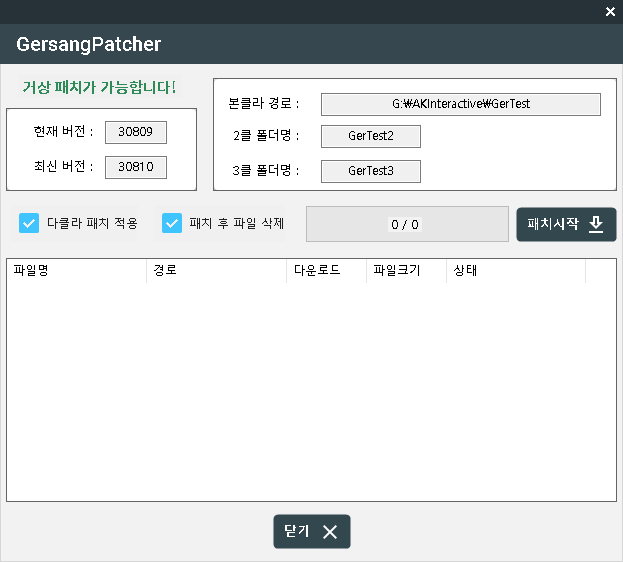 GersangPatcher
거상 패치가 가능합니다!
현재 버전 : 30809
최신 버전 : 30810
본클라 경로 : G:\AKInteractive\GerTest
2클 폴더명 : GerTest2
3클 폴더명 : GerTest3
다클라 패치 적용 패치 후 파일 삭제 0 / 0 패치시작
파일명 경로 다운로드 파일크기 상태
닫기